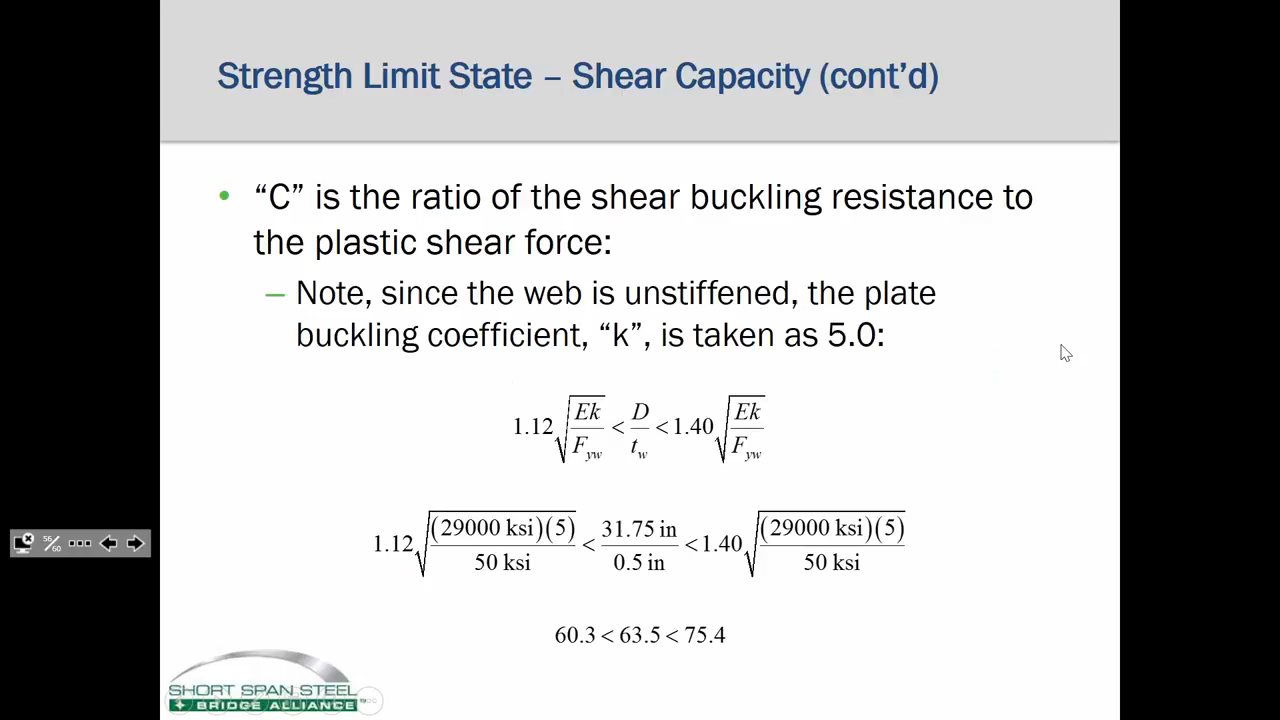 Strength Limit State – Shear Capacity (cont’d)
• “C” is the ratio of the shear buckling resistance to
the plastic shear force:
– Note, since the web is unstiffened, the plate
buckling coefficient, “k”, is taken as 5.0:
1.12√(Ek/F_yw) < D/t_w < 1.40√(Ek/F_yw)
1.12√((29000 ksi)(5)/50 ksi) < 31.75 in/0.5 in < 1.40√((29000 ksi)(5)/50 ksi)
56/60
60.3 < 63.5 < 75.4
SHORT SPAN STEEL
BRIDGE ALLIANCE